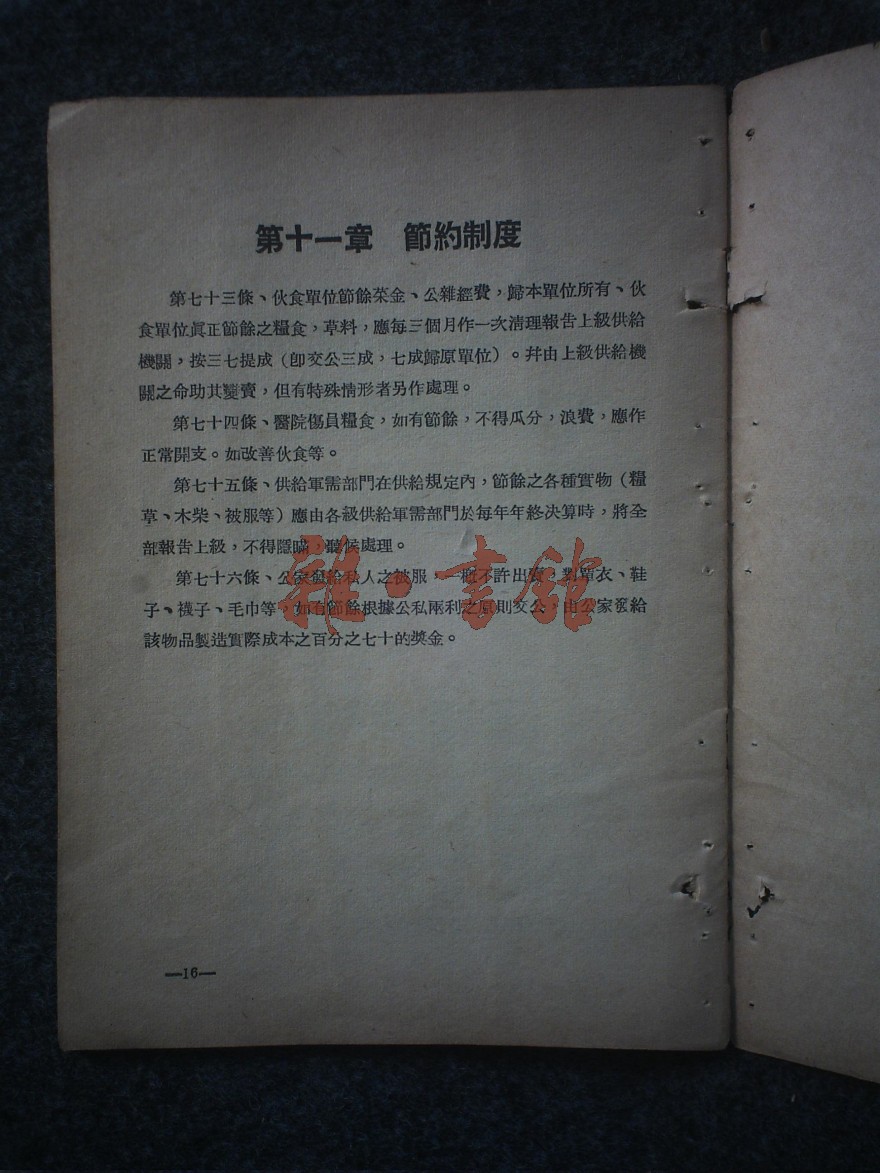 第十一章　節約制度
第七十三條、伙食單位節餘菜金、公雜經費，歸本單位所有、伙
食單位眞正節餘之糧食，草料，應每三個月作一次清理報告上級供給
機關，按三七提成（卽交公三成，七成歸原單位）。幷由上級供給機
關之命助其變賣，但有特殊情形者另作處理。
第七十四條、醫院傷員糧食，如有節餘，不得瓜分，浪費，應作
正常開支。如改善伙食等。
第七十五條、供給軍需部門在供給規定內，節餘之各種實物（糧
草、木柴、被服等）應由各級供給軍需部門於每年年終決算時，將全
部報告上級，不得隱瞞，聽候處理。
第七十六條、公家發給私人之被服，一槪不許出賣，對單衣、鞋
子、襪子、毛巾等，如有節餘根據公私兩利之原則交公，由公家發給
該物品製造實際成本之百分之七十的獎金。
雜·書館
—16—